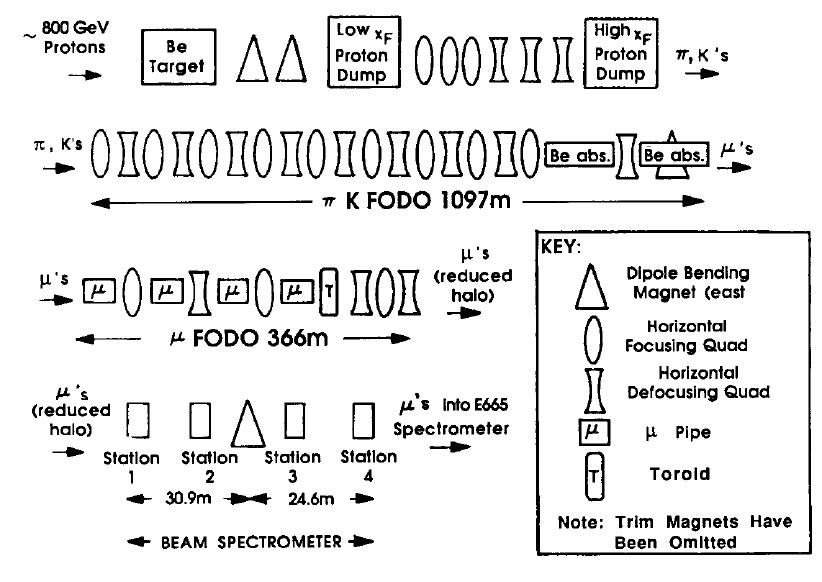 ~ 800 GeV
Protons
Be
Target
Low xF
Proton
Dump
High xF
Proton
Dump
π, K's
π, K's
Be abs.
Be abs.
μ's
π K FODO 1097m
μ's
μ
μ
μ
μ
T
μ's
(reduced
halo)
μ FODO 366m
μ's
(reduced
halo)
μ's into E665
Spectrometer
Station
1
Station
2
Station
3
Station
4
30.9m
24.6m
BEAM SPECTROMETER
KEY:
Dipole Bending
Magnet (east
Horizontal
Focusing Quad
Horizontal
Defocusing Quad
μ
μ Pipe
T
Toroid
Note: Trim Magnets Have
Been Omitted